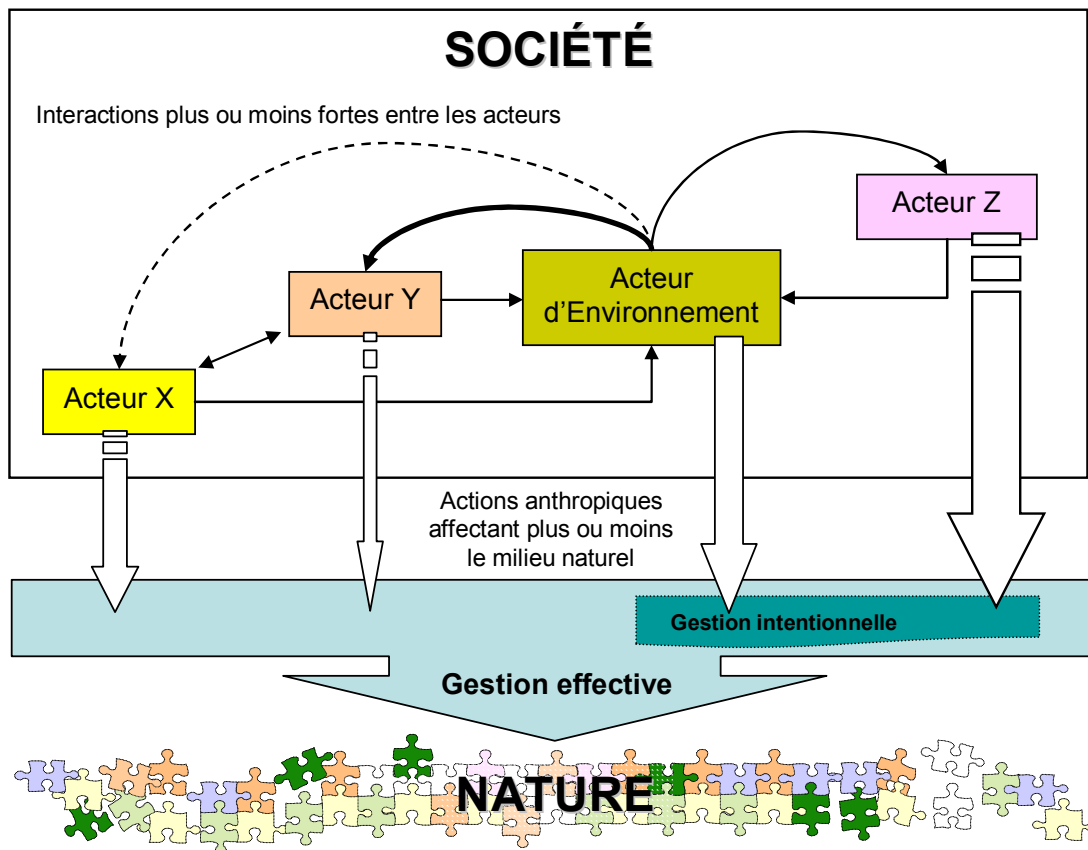 SOCIÉTÉ
Interactions plus ou moins fortes entre les acteurs
Acteur Z
Acteur
d’Environnement
Acteur Y
Acteur X
Actions anthropiques
affectant plus ou moins
le milieu naturel
Gestion intentionnelle
Gestion effective
NATURE